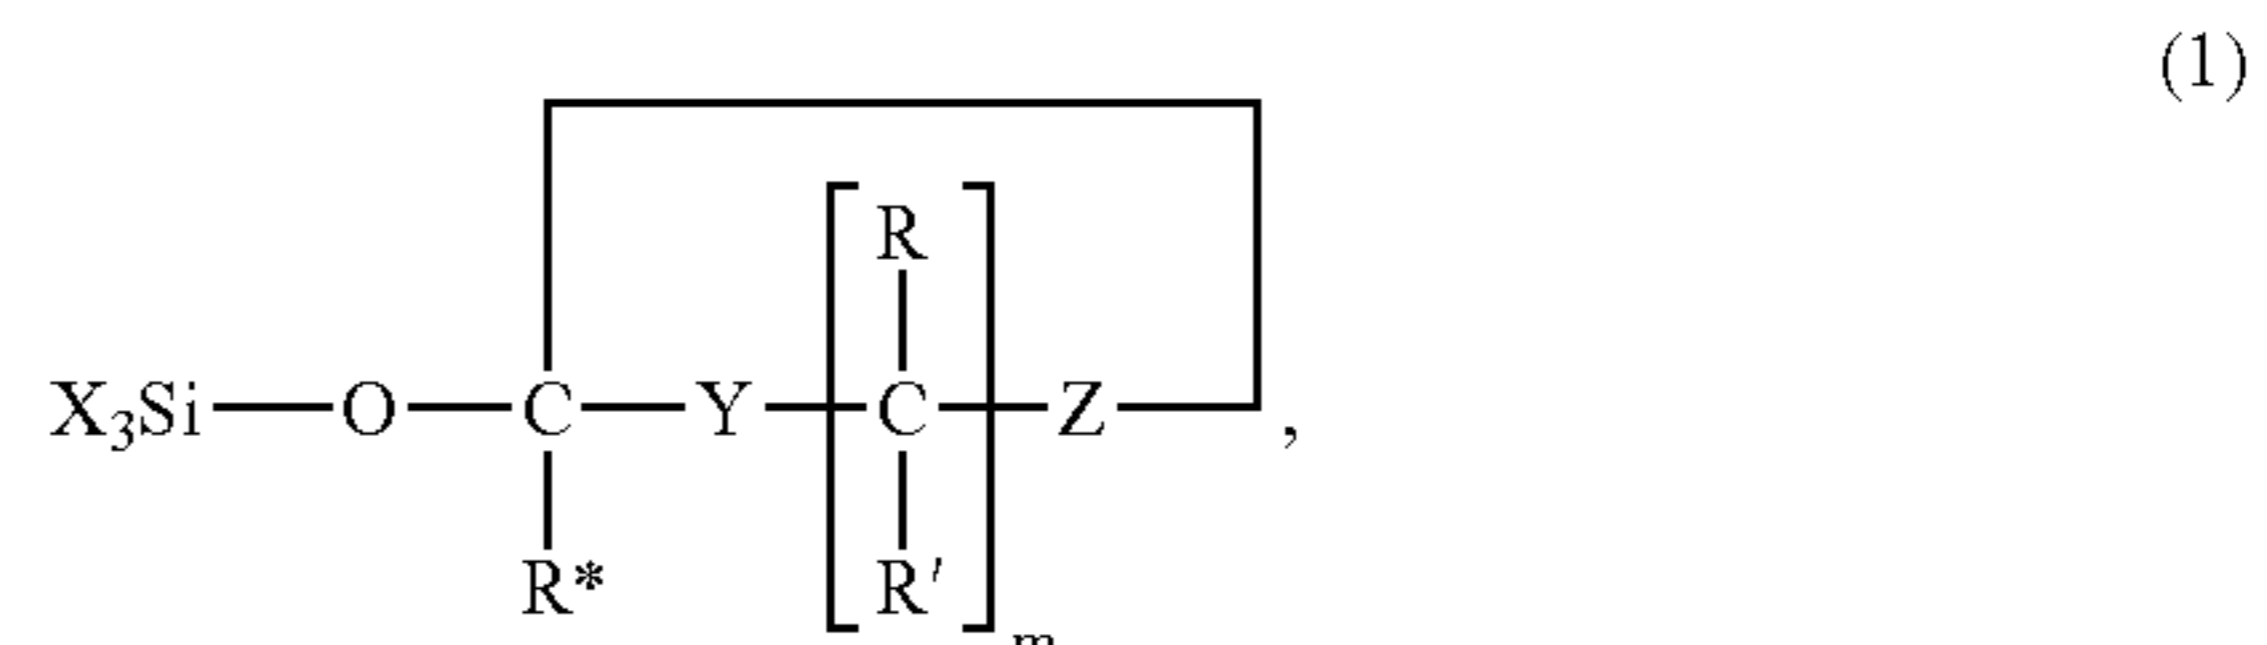 (1)
R
X₃Si—O—C—Y—C—Z—,
R* R′
m